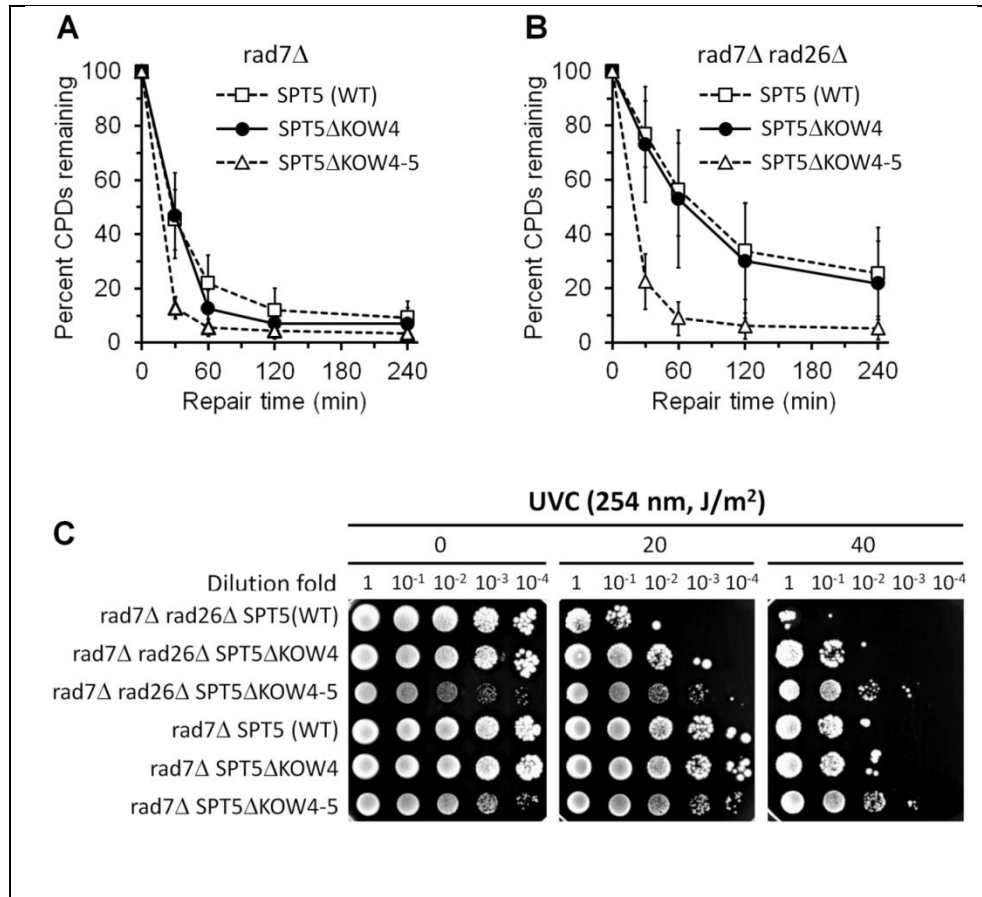 A
rad7Δ
SPT5 (WT)
SPT5ΔKOW4
SPT5ΔKOW4-5
Percent CPDs remaining
100
80
60
40
20
0
0 60 120 180 240
Repair time (min)
B
rad7Δ rad26Δ
SPT5 (WT)
SPT5ΔKOW4
SPT5ΔKOW4-5
Percent CPDs remaining
100
80
60
40
20
0
0 60 120 180 240
Repair time (min)
C
UVC (254 nm, J/m²)
0 20 40
Dilution fold 1 10⁻¹ 10⁻² 10⁻³ 10⁻⁴ 1 10⁻¹ 10⁻² 10⁻³ 10⁻⁴ 1 10⁻¹ 10⁻² 10⁻³ 10⁻⁴
rad7Δ rad26Δ SPT5(WT)
rad7Δ rad26Δ SPT5ΔKOW4
rad7Δ rad26Δ SPT5ΔKOW4-5
rad7Δ SPT5 (WT)
rad7Δ SPT5ΔKOW4
rad7Δ SPT5ΔKOW4-5